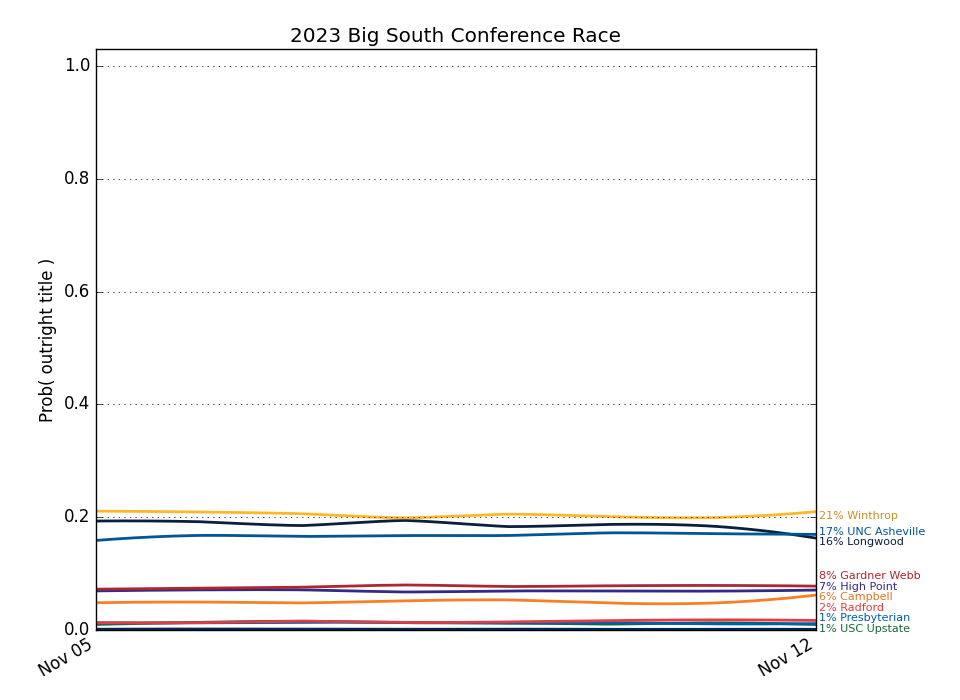 2023 Big South Conference Race
Prob( outright title )
1.0
0.8
0.6
0.4
0.2
0.0
Nov 05
Nov 12
21% Winthrop
17% UNC Asheville
16% Longwood
8% Gardner Webb
7% High Point
6% Campbell
2% Radford
1% Presbyterian
1% USC Upstate